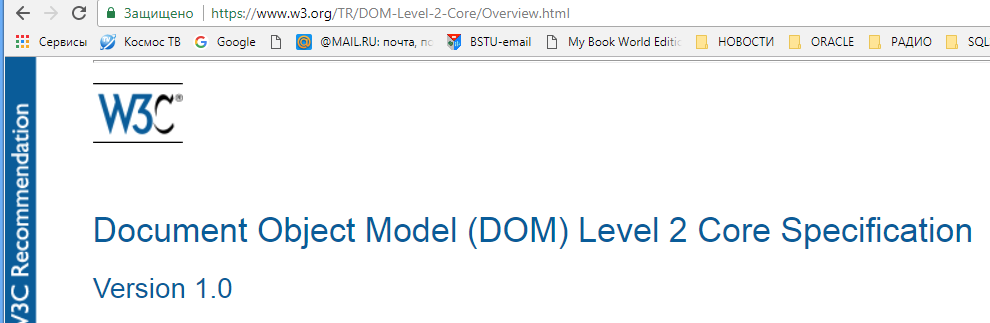 Защищено | https://www.w3.org/TR/DOM-Level-2-Core/Overview.html
Сервисы Космос ТВ Google @MAIL.RU: почта, по BSTU-email My Book World Editio НОВОСТИ ORACLE РАДИО SQL
W3C Recommendation
W3C®
Document Object Model (DOM) Level 2 Core Specification
Version 1.0